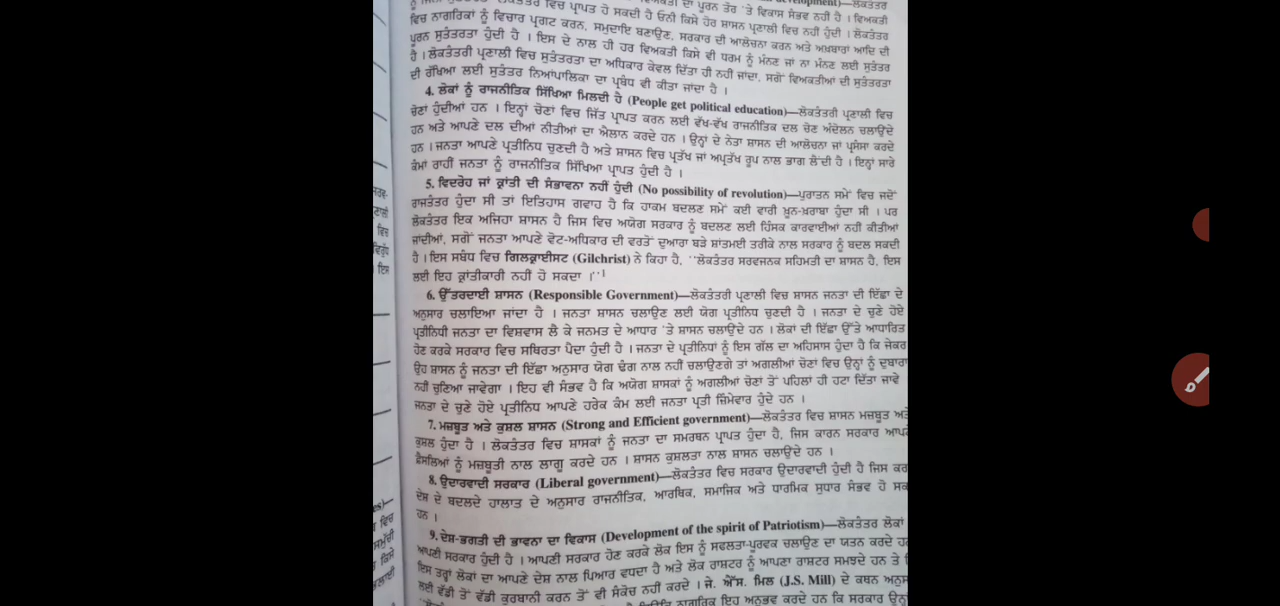 ਵਿਚ ਨਾਗਰਿਕਾਂ ਨੂੰ ਵਿਚਾਰ ਪ੍ਰਗਟ ਕਰਨ, ਸਮੁਦਾਇ ਬਣਾਉਣ, ਸਰਕਾਰ ਦੀ ਆਲੋਚਨਾ ਕਰਨ ਅਤੇ ਅਖ਼ਬਾਰਾਂ ਆਦਿ ਦੀ
ਪੂਰਨ ਸੁਤੰਤਰਤਾ ਹੁੰਦੀ ਹੈ । ਇਸ ਦੇ ਨਾਲ ਹੀ ਹਰ ਵਿਅਕਤੀ ਕਿਸੇ ਵੀ ਧਰਮ ਨੂੰ ਮੰਨਣ ਜਾਂ ਨਾ ਮੰਨਣ ਲਈ ਸੁਤੰਤਰ
ਹੈ । ਲੋਕਤੰਤਰੀ ਪ੍ਰਣਾਲੀ ਵਿਚ ਸੁਤੰਤਰਤਾ ਦਾ ਅਧਿਕਾਰ ਕੇਵਲ ਦਿੱਤਾ ਹੀ ਨਹੀਂ ਜਾਂਦਾ, ਸਗੋਂ ਵਿਅਕਤੀਆਂ ਦੀ ਸੁਤੰਤਰਤਾ
ਦੀ ਰੱਖਿਆ ਲਈ ਸੁਤੰਤਰ ਨਿਆਂਪਾਲਿਕਾ ਦਾ ਪ੍ਰਬੰਧ ਵੀ ਕੀਤਾ ਜਾਂਦਾ ਹੈ ।
4. ਲੋਕਾਂ ਨੂੰ ਰਾਜਨੀਤਿਕ ਸਿੱਖਿਆ ਮਿਲਦੀ ਹੈ (People get political education)—ਲੋਕਤੰਤਰੀ ਪ੍ਰਣਾਲੀ ਵਿਚ
ਚੋਣਾਂ ਹੁੰਦੀਆਂ ਹਨ । ਇਨ੍ਹਾਂ ਚੋਣਾਂ ਵਿਚ ਜਿੱਤ ਪ੍ਰਾਪਤ ਕਰਨ ਲਈ ਵੱਖ-ਵੱਖ ਰਾਜਨੀਤਿਕ ਦਲ ਚੋਣ ਅੰਦੋਲਨ ਚਲਾਉਂਦੇ
ਹਨ ਅਤੇ ਆਪਣੇ ਦਲ ਦੀਆਂ ਨੀਤੀਆਂ ਦਾ ਐਲਾਨ ਕਰਦੇ ਹਨ । ਉਨ੍ਹਾਂ ਦੇ ਨੇਤਾ ਸ਼ਾਸਨ ਦੀ ਆਲੋਚਨਾ ਜਾਂ ਪ੍ਰਸੰਸਾ ਕਰਦੇ
ਹਨ । ਜਨਤਾ ਆਪਣੇ ਪ੍ਰਤੀਨਿਧ ਚੁਣਦੀ ਹੈ ਅਤੇ ਸ਼ਾਸਨ ਵਿਚ ਪ੍ਰਤੱਖ ਜਾਂ ਅਪ੍ਰਤੱਖ ਰੂਪ ਨਾਲ ਭਾਗ ਲੈਂਦੀ ਹੈ । ਇਨ੍ਹਾਂ ਸਾਰੇ
ਕੰਮਾਂ ਰਾਹੀਂ ਜਨਤਾ ਨੂੰ ਰਾਜਨੀਤਿਕ ਸਿੱਖਿਆ ਪ੍ਰਾਪਤ ਹੁੰਦੀ ਹੈ ।
5. ਵਿਦਰੋਹ ਜਾਂ ਕ੍ਰਾਂਤੀ ਦੀ ਸੰਭਾਵਨਾ ਨਹੀਂ ਹੁੰਦੀ (No possibility of revolution)—ਪੁਰਾਤਨ ਸਮੇਂ ਵਿਚ ਜਦੋਂ
ਰਾਜਤੰਤਰ ਹੁੰਦਾ ਸੀ ਤਾਂ ਇਤਿਹਾਸ ਗਵਾਹ ਹੈ ਕਿ ਹਾਕਮ ਬਦਲਣ ਸਮੇਂ ਕਈ ਵਾਰੀ ਖ਼ੂਨ-ਖ਼ਰਾਬਾ ਹੁੰਦਾ ਸੀ । ਪਰ
ਲੋਕਤੰਤਰ ਇਕ ਅਜਿਹਾ ਸ਼ਾਸਨ ਹੈ ਜਿਸ ਵਿਚ ਅਯੋਗ ਸਰਕਾਰ ਨੂੰ ਬਦਲਣ ਲਈ ਹਿੰਸਕ ਕਾਰਵਾਈਆਂ ਨਹੀਂ ਕੀਤੀਆਂ
ਜਾਂਦੀਆਂ, ਸਗੋਂ ਜਨਤਾ ਆਪਣੇ ਵੋਟ-ਅਧਿਕਾਰ ਦੀ ਵਰਤੋਂ ਦੁਆਰਾ ਬੜੇ ਸ਼ਾਂਤਮਈ ਤਰੀਕੇ ਨਾਲ ਸਰਕਾਰ ਨੂੰ ਬਦਲ ਸਕਦੀ
ਹੈ । ਇਸ ਸਬੰਧ ਵਿਚ ਗਿਲਕ੍ਰਾਈਸਟ (Gilchrist) ਨੇ ਕਿਹਾ ਹੈ, "ਲੋਕਤੰਤਰ ਸਰਵਜਨਕ ਸਹਿਮਤੀ ਦਾ ਸ਼ਾਸਨ ਹੈ, ਇਸ
ਲਈ ਇਹ ਕ੍ਰਾਂਤੀਕਾਰੀ ਨਹੀਂ ਹੋ ਸਕਦਾ ।"1
6. ਉੱਤਰਦਾਈ ਸ਼ਾਸਨ (Responsible Government)—ਲੋਕਤੰਤਰੀ ਪ੍ਰਣਾਲੀ ਵਿਚ ਸ਼ਾਸਨ ਜਨਤਾ ਦੀ ਇੱਛਾ ਦੇ
ਅਨੁਸਾਰ ਚਲਾਇਆ ਜਾਂਦਾ ਹੈ । ਜਨਤਾ ਸ਼ਾਸਨ ਚਲਾਉਣ ਲਈ ਯੋਗ ਪ੍ਰਤੀਨਿਧ ਚੁਣਦੀ ਹੈ । ਜਨਤਾ ਦੇ ਚੁਣੇ ਹੋਏ
ਪ੍ਰਤੀਨਿਧੀ ਜਨਤਾ ਦਾ ਵਿਸ਼ਵਾਸ ਲੈ ਕੇ ਜਨਮਤ ਦੇ ਆਧਾਰ 'ਤੇ ਸ਼ਾਸਨ ਚਲਾਉਂਦੇ ਹਨ । ਲੋਕਾਂ ਦੀ ਇੱਛਾ ਉੱਤੇ ਆਧਾਰਿਤ
ਹੋਣ ਕਰਕੇ ਸਰਕਾਰ ਵਿਚ ਸਥਿਰਤਾ ਪੈਦਾ ਹੁੰਦੀ ਹੈ । ਜਨਤਾ ਦੇ ਪ੍ਰਤੀਨਿਧਾਂ ਨੂੰ ਇਸ ਗੱਲ ਦਾ ਅਹਿਸਾਸ ਹੁੰਦਾ ਹੈ ਕਿ ਜੇਕਰ
ਉਹ ਸ਼ਾਸਨ ਨੂੰ ਜਨਤਾ ਦੀ ਇੱਛਾ ਅਨੁਸਾਰ ਯੋਗ ਢੰਗ ਨਾਲ ਨਹੀਂ ਚਲਾਉਣਗੇ ਤਾਂ ਅਗਲੀਆਂ ਚੋਣਾਂ ਵਿਚ ਉਨ੍ਹਾਂ ਨੂੰ ਦੁਬਾਰਾ
ਨਹੀਂ ਚੁਣਿਆ ਜਾਵੇਗਾ । ਇਹ ਵੀ ਸੰਭਵ ਹੈ ਕਿ ਅਯੋਗ ਸ਼ਾਸਕਾਂ ਨੂੰ ਅਗਲੀਆਂ ਚੋਣਾਂ ਤੋਂ ਪਹਿਲਾਂ ਹੀ ਹਟਾ ਦਿੱਤਾ ਜਾਵੇ
ਜਨਤਾ ਦੇ ਚੁਣੇ ਹੋਏ ਪ੍ਰਤੀਨਿਧ ਆਪਣੇ ਹਰੇਕ ਕੰਮ ਲਈ ਜਨਤਾ ਪ੍ਰਤੀ ਜ਼ਿੰਮੇਵਾਰ ਹੁੰਦੇ ਹਨ ।
7. ਮਜ਼ਬੂਤ ਅਤੇ ਕੁਸ਼ਲ ਸ਼ਾਸਨ (Strong and Efficient government)—ਲੋਕਤੰਤਰ ਵਿਚ ਸ਼ਾਸਨ ਮਜ਼ਬੂਤ ਅਤੇ
ਕੁਸ਼ਲ ਹੁੰਦਾ ਹੈ । ਲੋਕਤੰਤਰ ਵਿਚ ਸ਼ਾਸਕਾਂ ਨੂੰ ਜਨਤਾ ਦਾ ਸਮਰਥਨ ਪ੍ਰਾਪਤ ਹੁੰਦਾ ਹੈ, ਜਿਸ ਕਾਰਨ ਸਰਕਾਰ
ਫ਼ੈਸਲਿਆਂ ਨੂੰ ਮਜ਼ਬੂਤੀ ਨਾਲ ਲਾਗੂ ਕਰਦੇ ਹਨ । ਸ਼ਾਸਨ ਕੁਸ਼ਲਤਾ ਨਾਲ ਸ਼ਾਸਨ ਚਲਾਉਂਦੇ ਹਨ ।
8. ਉਦਾਰਵਾਦੀ ਸਰਕਾਰ (Liberal government)—ਲੋਕਤੰਤਰ ਵਿਚ ਸਰਕਾਰ ਉਦਾਰਵਾਦੀ ਹੁੰਦੀ ਹੈ ਜਿਸ
ਦੇਸ਼ ਦੇ ਬਦਲਦੇ ਹਾਲਾਤ ਦੇ ਅਨੁਸਾਰ ਰਾਜਨੀਤਿਕ, ਆਰਥਿਕ, ਸਮਾਜਿਕ ਅਤੇ ਧਾਰਮਿਕ ਸੁਧਾਰ ਸੰਭਵ ਹੋ
ਹਨ ।
9. ਦੇਸ਼-ਭਗਤੀ ਦੀ ਭਾਵਨਾ ਦਾ ਵਿਕਾਸ (Development of the spirit of Patriotism)—ਲੋਕਤੰਤਰ ਲੋਕਾਂ
ਆਪਣੀ ਸਰਕਾਰ ਹੁੰਦੀ ਹੈ । ਆਪਣੀ ਸਰਕਾਰ ਹੋਣ ਕਰਕੇ ਲੋਕ ਇਸ ਨੂੰ ਸਫਲਤਾ-ਪੂਰਵਕ ਚਲਾਉਣ ਦਾ ਯਤਨ ਕਰਦੇ
ਇਸ ਤਰ੍ਹਾਂ ਲੋਕਾਂ ਦਾ ਆਪਣੇ ਦੇਸ਼ ਨਾਲ ਪਿਆਰ ਵਧਦਾ ਹੈ ਅਤੇ ਲੋਕ ਰਾਸ਼ਟਰ ਨੂੰ ਆਪਣਾ ਰਾਸ਼ਟਰ ਸਮਝਦੇ ਹਨ ਤੇ
ਲਈ ਵੱਡੀ ਤੋਂ ਵੱਡੀ ਕੁਰਬਾਨੀ ਕਰਨ ਤੋਂ ਵੀ ਸੰਕੋਚ ਨਹੀਂ ਕਰਦੇ । ਜੇ. ਐੱਸ. ਮਿਲ (J.S. Mill) ਦੇ ਕਥਨ
ਨਾਗਰਿਕ ਇਹ ਅਨੁਭਵ ਕਰਦੇ ਹਨ ਕਿ ਸਰਕਾਰ